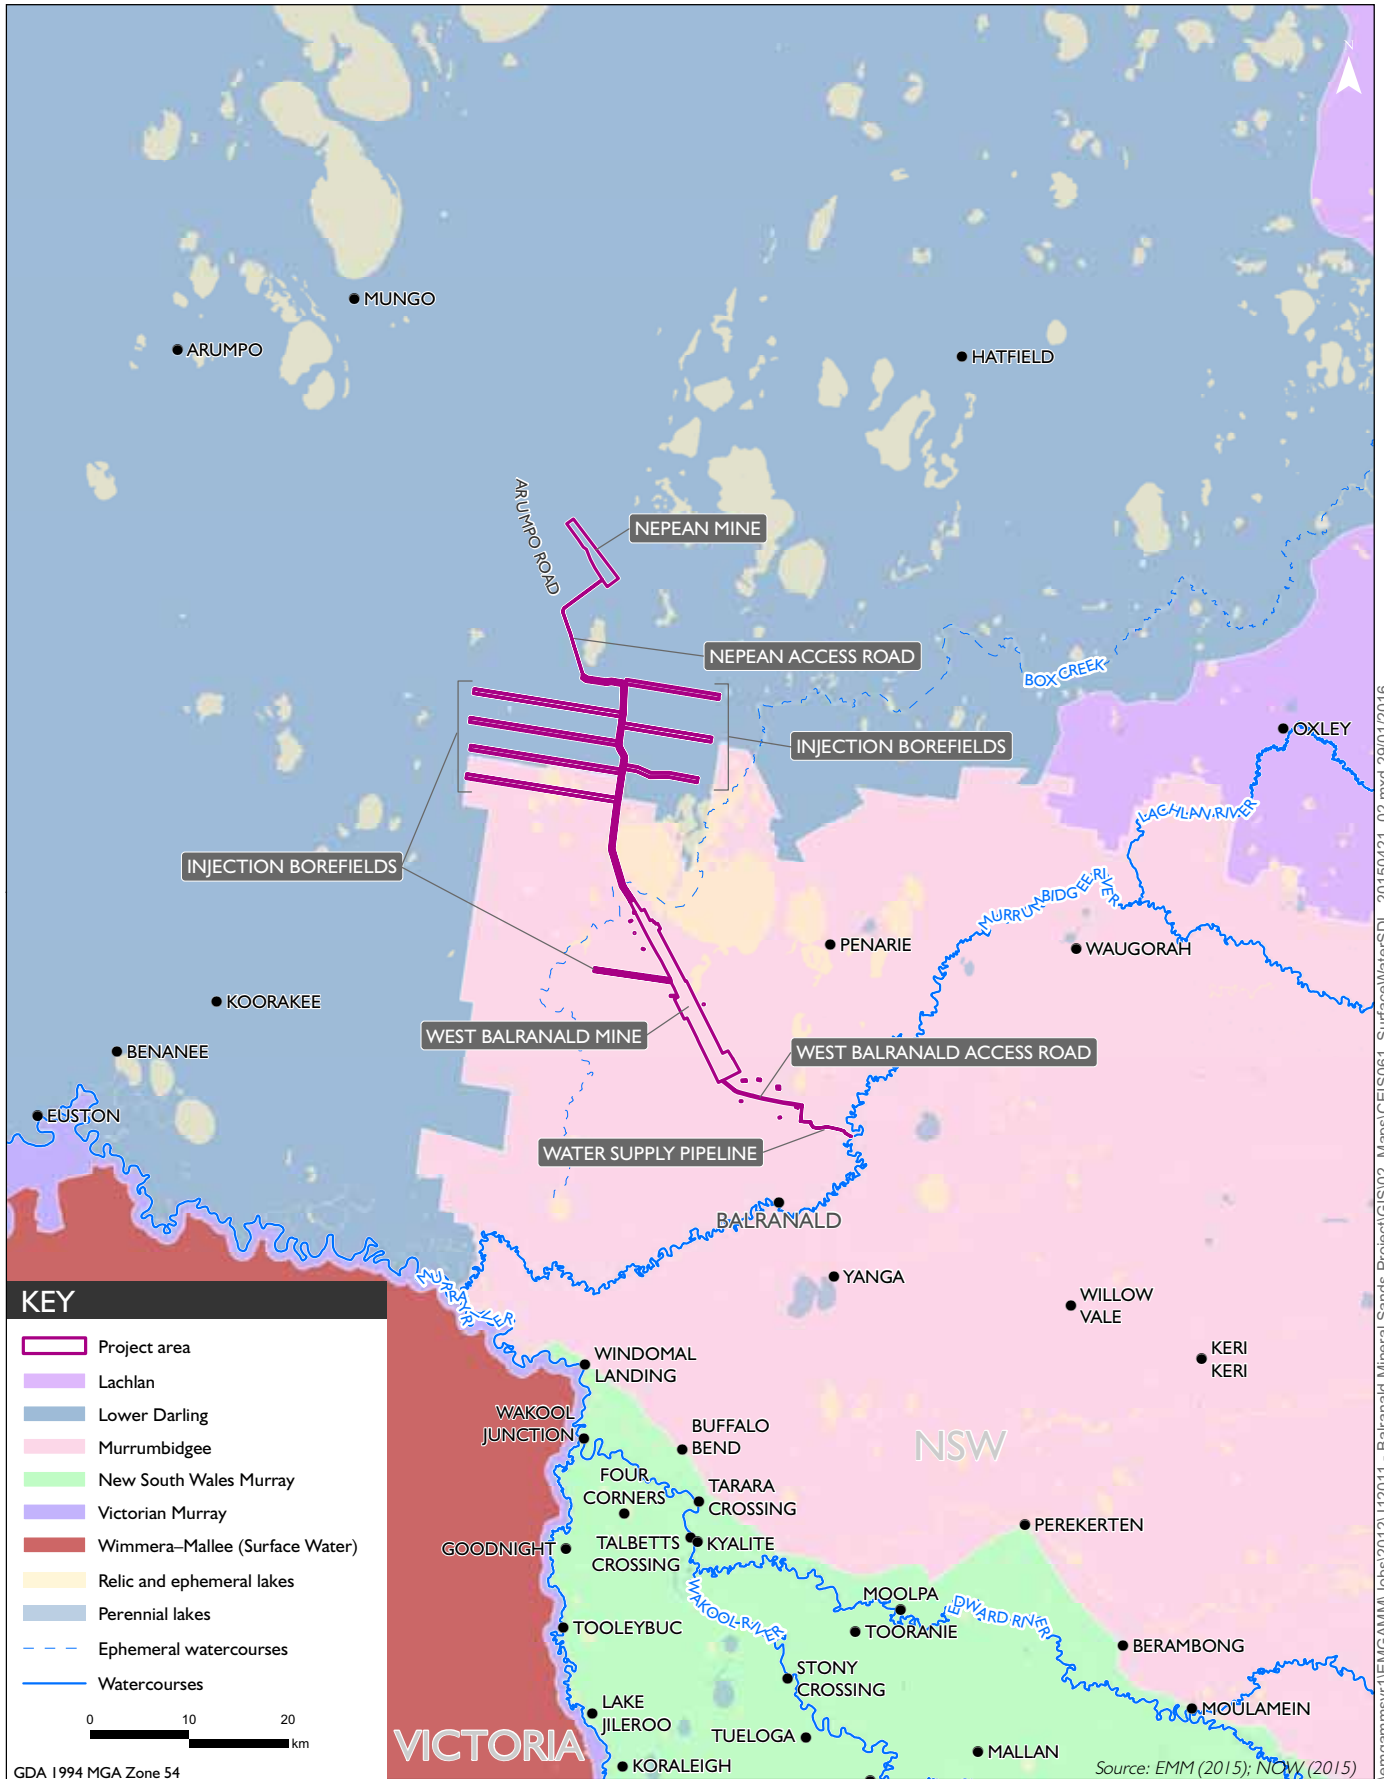 N
MUNGO
ARUMPO
HATFIELD
ARUMPO ROAD
NEPEAN MINE
NEPEAN ACCESS ROAD
BOX CREEK
OXLEY
INJECTION BOREFIELDS
LACHLAN RIVER
INJECTION BOREFIELDS
MURRUMBIDGEE RIVER
PENARIE
WAUGORAH
KOORAKEE
WEST BALRANALD MINE
BENANEE
WEST BALRANALD ACCESS ROAD
EUSTON
WATER SUPPLY PIPELINE
BALRANALD
YANGA
MURRAY RIVER
WILLOW
VALE
KERI
KERI
WINDOMAL
LANDING
WAKOOL
JUNCTION
BUFFALO
BEND
NSW
FOUR
CORNERS
TARARA
CROSSING
PEREKERTEN
GOODNIGHT
TALBETTS
CROSSING
KYALITE
MOOLPA
WAKOOL RIVER
EDWARD RIVER
TOOLEYBUC
TOORANIE
BERAMBONG
STONY
CROSSING
LAKE
JILEROO
MOULAMEIN
VICTORIA
TUELOGA
MALLAN
KORALEIGH
KEY
Project area
Lachlan
Lower Darling
Murrumbidgee
New South Wales Murray
Victorian Murray
Wimmera–Mallee (Surface Water)
Relic and ephemeral lakes
Perennial lakes
Ephemeral watercourses
Watercourses
0 10 20
km
GDA 1994 MGA Zone 54
Source: EMM (2015); NOW (2015)